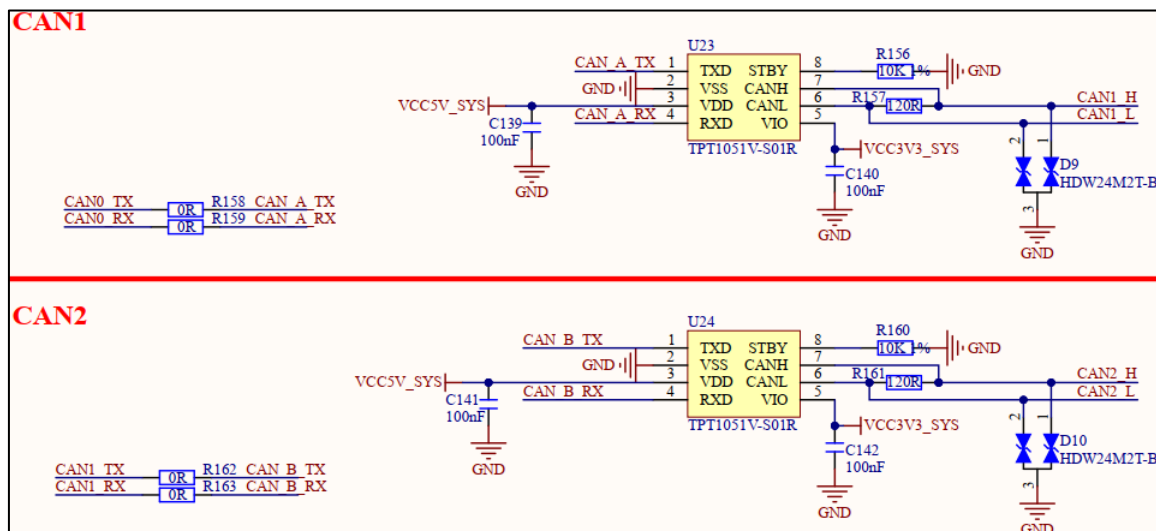 CAN1
U23
CAN_A_TX 1 TXD STBY 8 R156 10K 1% GND
GND 2 VSS CANH 7
VCC5V_SYS 3 VDD CANL 6 R157 120R CAN1_H
CAN_A_RX 4 RXD VIO 5 CAN1_L
C139
100nF
TPT1051V-S01R
VCC3V3_SYS
2 1
GND
C140
100nF
D9
HDW24M2T-B
CAN0_TX 0R R158 CAN_A_TX
CAN0_RX 0R R159 CAN_A_RX
3
GND
GND
CAN2
U24
CAN_B_TX 1 TXD STBY 8 R160 10K 1% GND
GND 2 VSS CANH 7
VCC5V_SYS 3 VDD CANL 6 R161 120R CAN2_H
CAN_B_RX 4 RXD VIO 5 CAN2_L
C141
100nF
TPT1051V-S01R
VCC3V3_SYS
2 1
GND
C142
100nF
D10
HDW24M2T-B
CAN1_TX 0R R162 CAN_B_TX
CAN1_RX 0R R163 CAN_B_RX
3
GND
GND